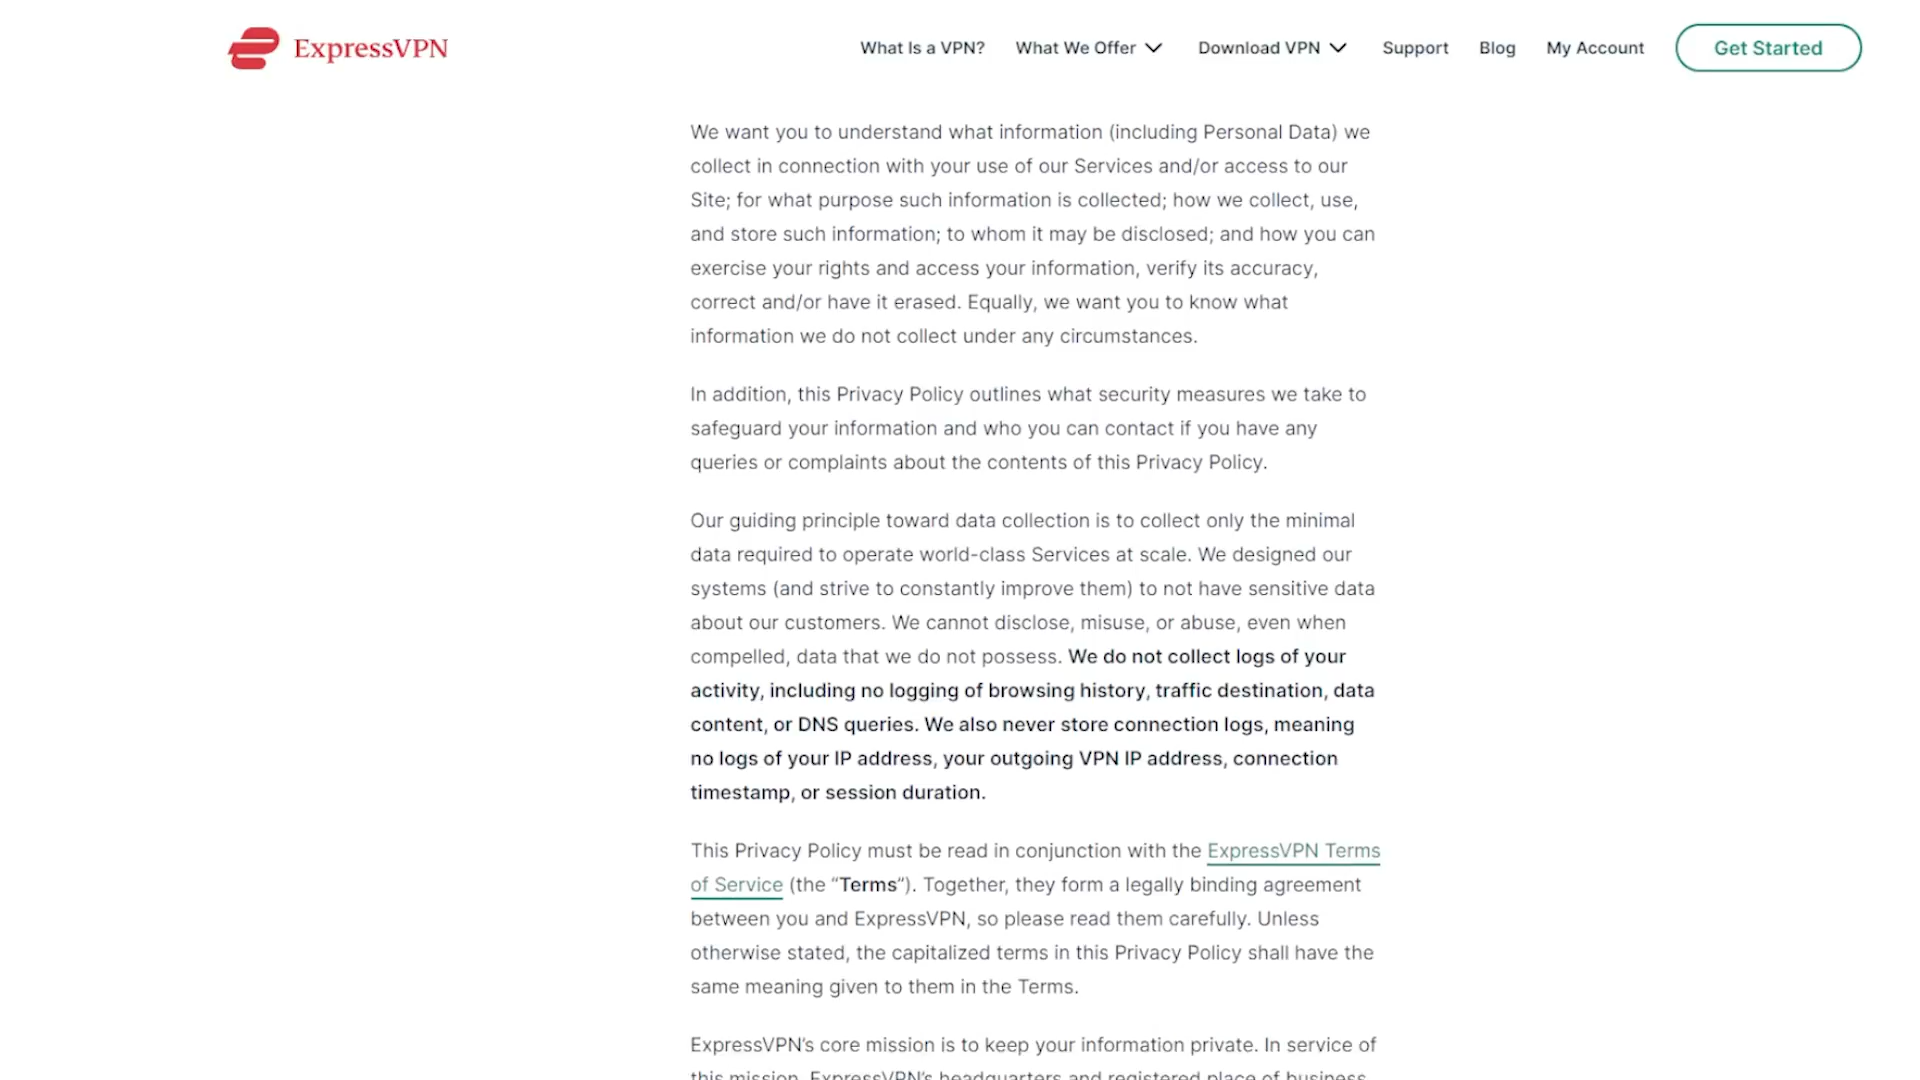 ExpressVPN
What Is a VPN?
What We Offer
Download VPN
Support
Blog
My Account
Get Started
We want you to understand what information (including Personal Data) we
collect in connection with your use of our Services and/or access to our
Site; for what purpose such information is collected; how we collect, use,
and store such information; to whom it may be disclosed; and how you can
exercise your rights and access your information, verify its accuracy,
correct and/or have it erased. Equally, we want you to know what
information we do not collect under any circumstances.
In addition, this Privacy Policy outlines what security measures we take to
safeguard your information and who you can contact if you have any
queries or complaints about the contents of this Privacy Policy.
Our guiding principle toward data collection is to collect only the minimal
data required to operate world-class Services at scale. We designed our
systems (and strive to constantly improve them) to not have sensitive data
about our customers. We cannot disclose, misuse, or abuse, even when
compelled, data that we do not possess. We do not collect logs of your
activity, including no logging of browsing history, traffic destination, data
content, or DNS queries. We also never store connection logs, meaning
no logs of your IP address, your outgoing VPN IP address, connection
timestamp, or session duration.
This Privacy Policy must be read in conjunction with the ExpressVPN Terms
of Service (the “Terms”). Together, they form a legally binding agreement
between you and ExpressVPN, so please read them carefully. Unless
otherwise stated, the capitalized terms in this Privacy Policy shall have the
same meaning given to them in the Terms.
ExpressVPN’s core mission is to keep your information private. In service of
this mission, ExpressVPN’s headquarters and registered place of business